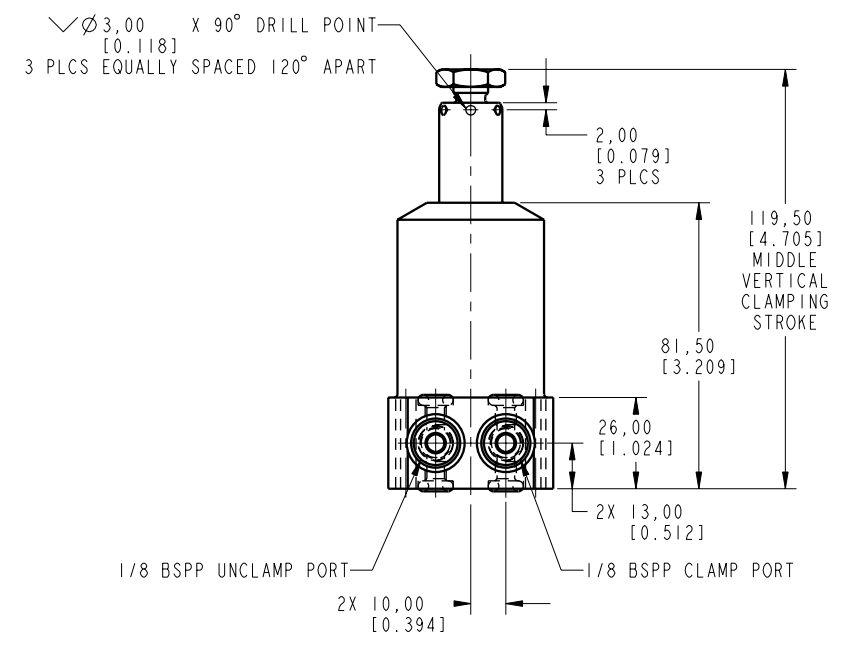 ⌵⌀3,00 X 90° DRILL POINT
[0.118]
3 PLCS EQUALLY SPACED 120° APART
2,00
[0.079]
3 PLCS
119,50
[4.705]
MIDDLE
VERTICAL
CLAMPING
STROKE
81,50
[3.209]
26,00
[1.024]
2X 13,00
[0.512]
1/8 BSPP UNCLAMP PORT
1/8 BSPP CLAMP PORT
2X 10,00
[0.394]